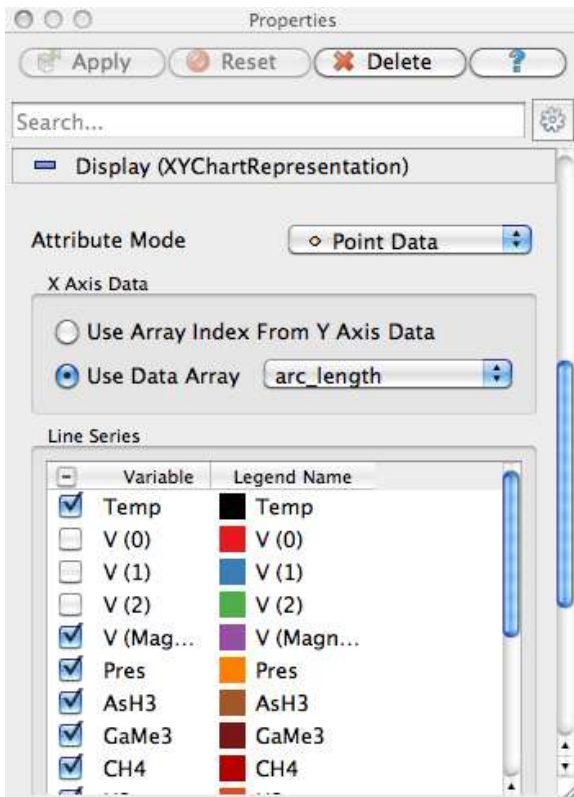 Properties
Apply Reset Delete ?
Search...
Display (XYChartRepresentation)
Attribute Mode Point Data
X Axis Data
Use Array Index From Y Axis Data
Use Data Array arc_length
Line Series
Variable Legend Name
Temp Temp
V (0) V (0)
V (1) V (1)
V (2) V (2)
V (Mag... V (Magn...
Pres Pres
AsH3 AsH3
GaMe3 GaMe3
CH4 CH4